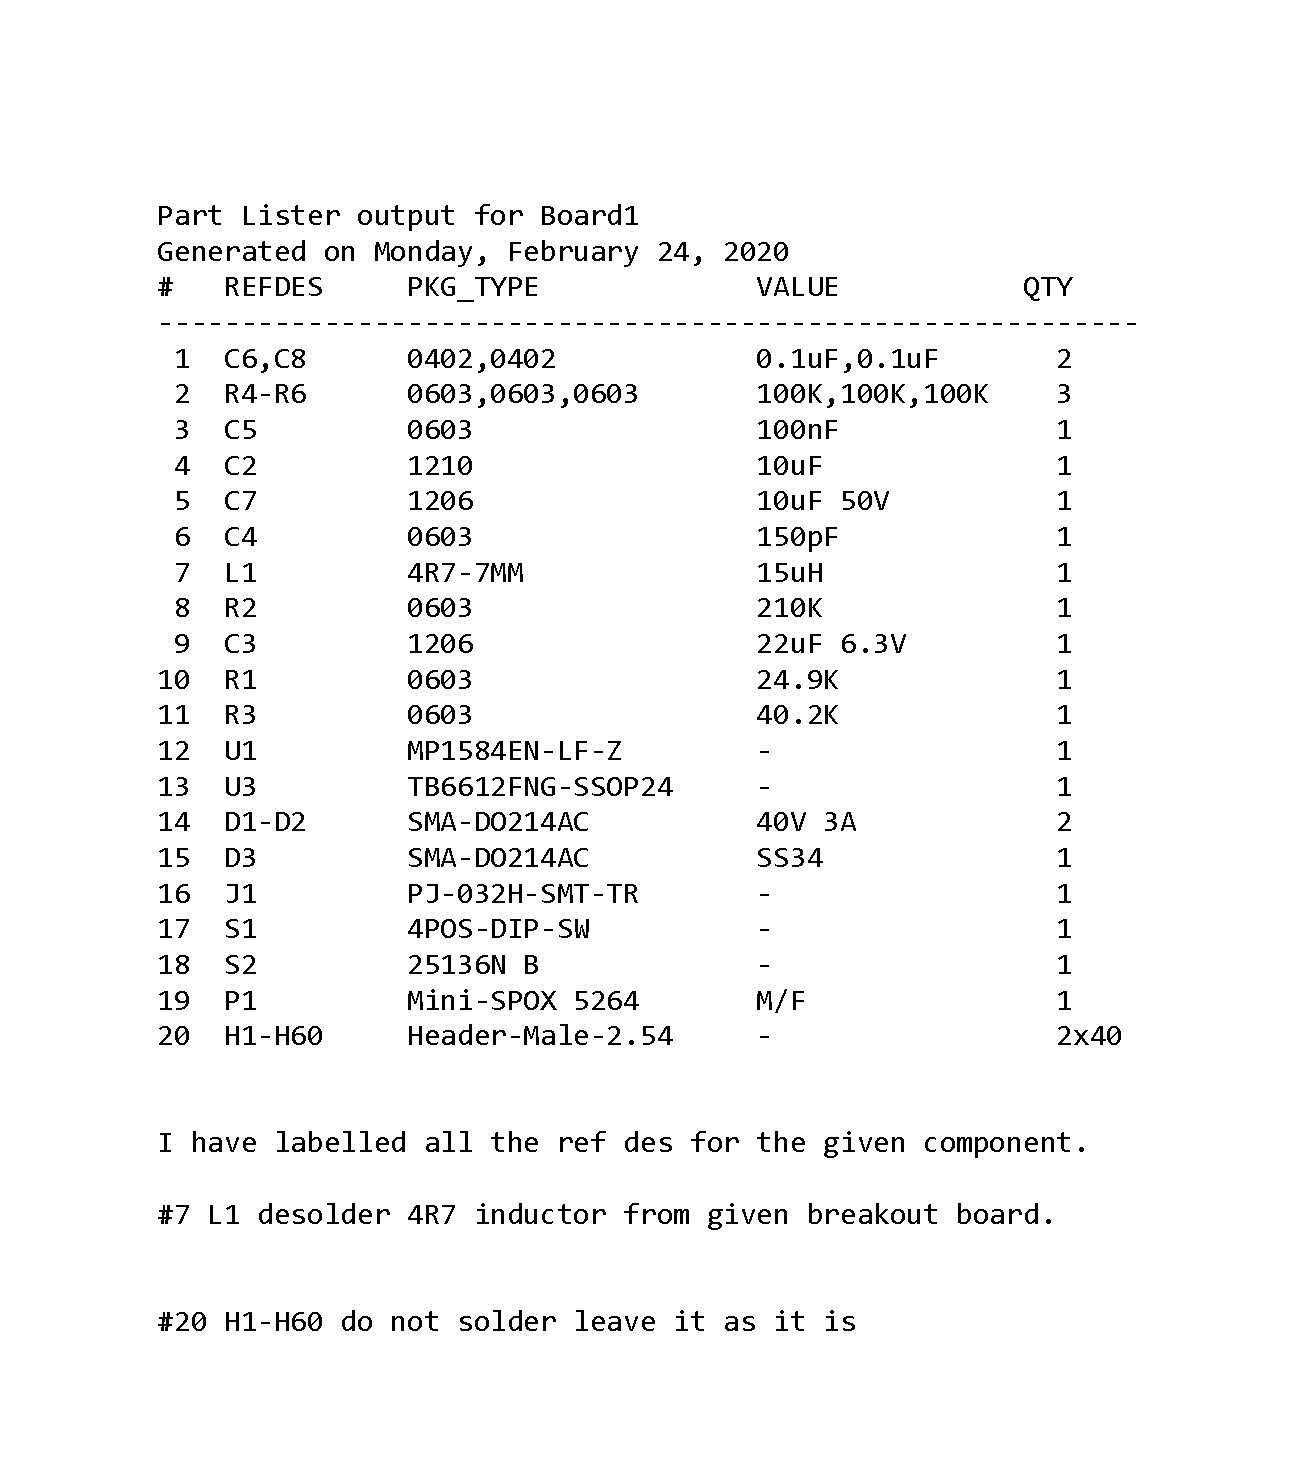 Part Lister output for Board1
Generated on Monday, February 24, 2020
#   REFDES     PKG_TYPE             VALUE           QTY
-----------------------------------------------------------
 1  C6,C8      0402,0402            0.1uF,0.1uF       2
 2  R4-R6      0603,0603,0603       100K,100K,100K    3
 3  C5         0603                 100nF             1
 4  C2         1210                 10uF              1
 5  C7         1206                 10uF 50V          1
 6  C4         0603                 150pF             1
 7  L1         4R7-7MM              15uH              1
 8  R2         0603                 210K              1
 9  C3         1206                 22uF 6.3V         1
10  R1         0603                 24.9K             1
11  R3         0603                 40.2K             1
12  U1         MP1584EN-LF-Z        -                 1
13  U3         TB6612FNG-SSOP24     -                 1
14  D1-D2      SMA-DO214AC          40V 3A            2
15  D3         SMA-DO214AC          SS34              1
16  J1         PJ-032H-SMT-TR       -                 1
17  S1         4POS-DIP-SW          -                 1
18  S2         25136N B             -                 1
19  P1         Mini-SPOX 5264       M/F               1
20  H1-H60     Header-Male-2.54     -                 2x40
I have labelled all the ref des for the given component.
#7 L1 desolder 4R7 inductor from given breakout board.
#20 H1-H60 do not solder leave it as it is